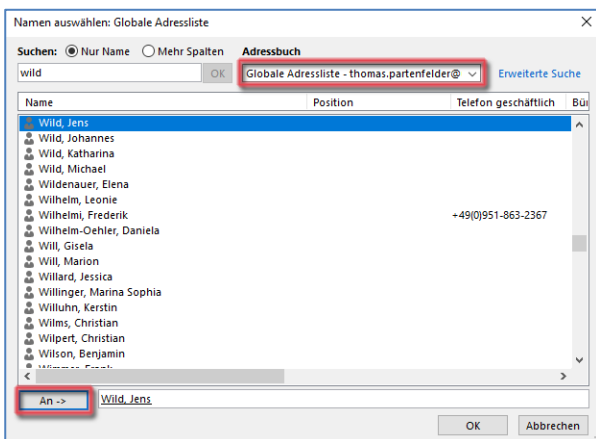 Namen auswählen: Globale Adressliste
Suchen: Nur Name Mehr Spalten Adressbuch
wild OK Globale Adressliste - thomas.partenfelder@ Erweiterte Suche
Name Position Telefon geschäftlich Bür
Wild, Jens
Wild, Johannes
Wild, Katharina
Wild, Michael
Wildenauer, Elena
Wilhelm, Leonie
Wilhelmi, Frederik +49(0)951-863-2367
Wilhelm-Oehler, Daniela
Will, Gisela
Will, Marion
Willard, Jessica
Willinger, Marina Sophia
Willuhn, Kerstin
Wilms, Christian
Wilpert, Christian
Wilson, Benjamin
An -> Wild, Jens
OK Abbrechen